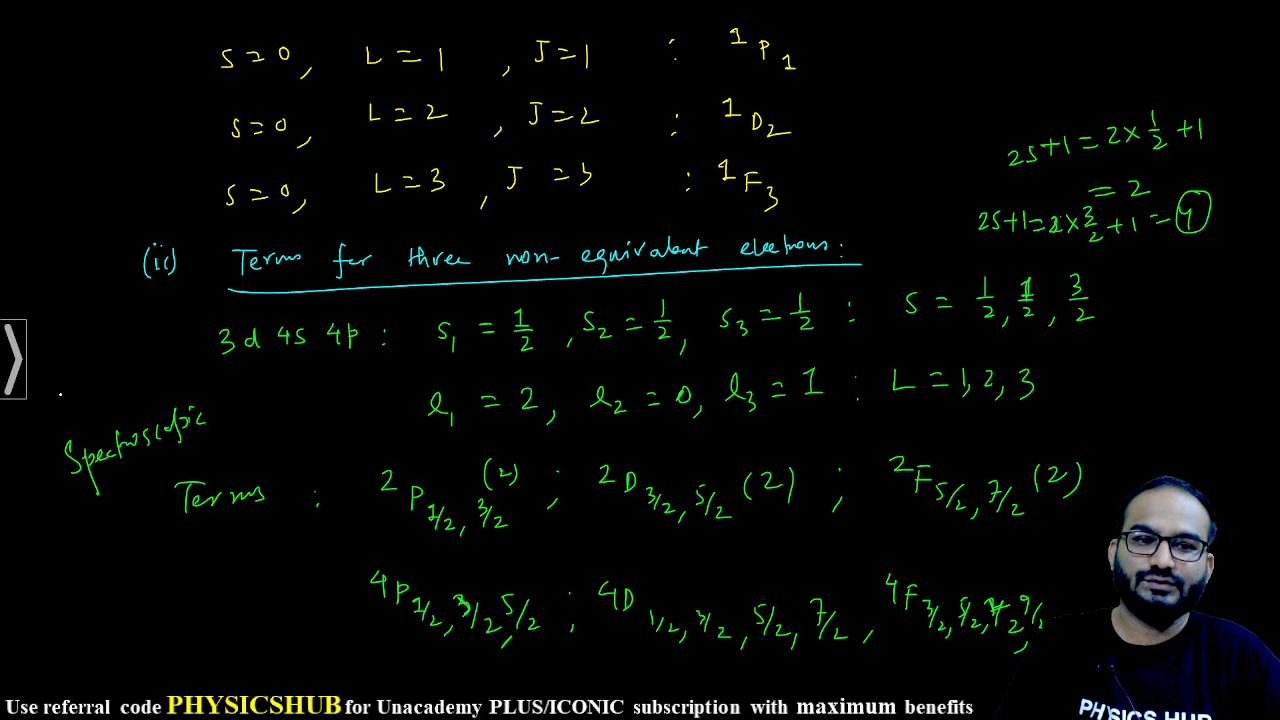 S=0, L=1, J=1 : ¹P₁
S=0, L=2, J=2 : ¹D₂
S=0, L=3, J=3 : ¹F₃
2S+1=2×1/2+1
=2
2S+1=2×3/2+1=4
(ii) Terms for three non-equivalent electrons:
3d 4s 4p: S₁=1/2, S₂=1/2, S₃=1/2 : S=1/2, 1/2, 3/2
l₁=2, l₂=0, l₃=1 : L=1,2,3
Spectroscopic
Terms : ²P₁/₂,₃/₂ (2) ; ²D₃/₂,₅/₂ (2) ; ²F₅/₂,₇/₂ (2)
⁴P₁/₂,₃/₂,₅/₂ ; ⁴D₁/₂,₃/₂,₅/₂,₇/₂, ⁴F₃/₂,₅/₂,₇/₂,₉/₂
PHYSICS HUB
Use referral code PHYSICSHUB for Unacademy PLUS/ICONIC subscription with maximum benefits